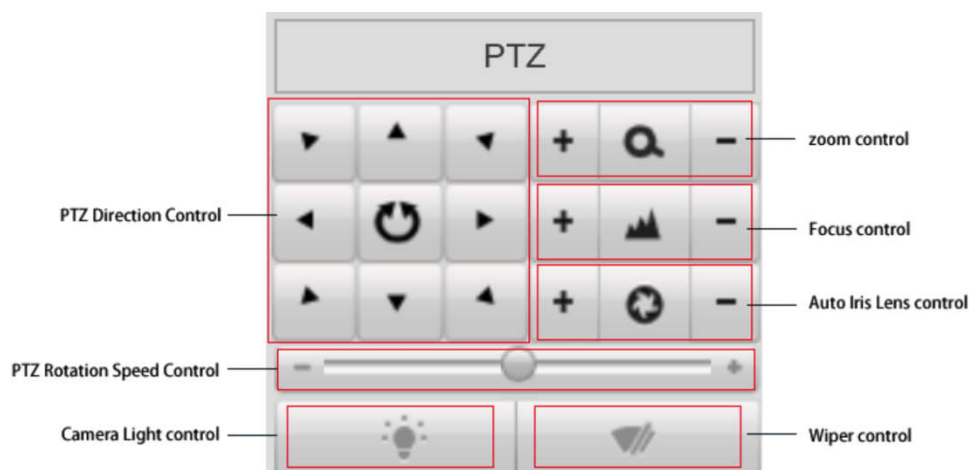 PTZ
zoom control
PTZ Direction Control
Focus control
Auto Iris Lens control
PTZ Rotation Speed Control
Camera Light control
Wiper control